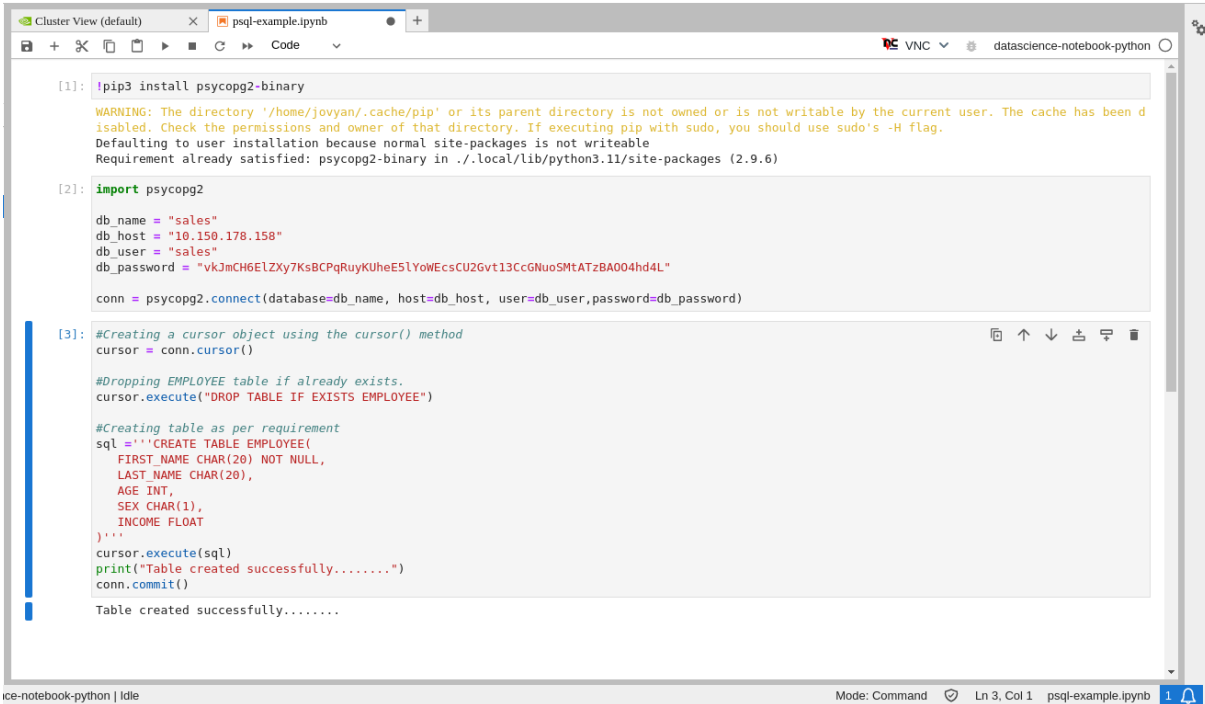 Cluster View (default)
psql-example.ipynb
Code
VNC
datascience-notebook-python
[1]: !pip3 install psycopg2-binary
WARNING: The directory '/home/jovyan/.cache/pip' or its parent directory is not owned or is not writable by the current user. The cache has been d
isabled. Check the permissions and owner of that directory. If executing pip with sudo, you should use sudo's -H flag.
Defaulting to user installation because normal site-packages is not writeable
Requirement already satisfied: psycopg2-binary in ./.local/lib/python3.11/site-packages (2.9.6)
[2]: import psycopg2
db_name = "sales"
db_host = "10.150.178.158"
db_user = "sales"
db_password = "vkJmCH6ElZXy7KsBCPqRuyKUheE5lYoWEcsCU2Gvt13CcGNuoSMtATzBAOO4hd4L"
conn = psycopg2.connect(database=db_name, host=db_host, user=db_user,password=db_password)
[3]: #Creating a cursor object using the cursor() method
cursor = conn.cursor()
#Dropping EMPLOYEE table if already exists.
cursor.execute("DROP TABLE IF EXISTS EMPLOYEE")
#Creating table as per requirement
sql ='''CREATE TABLE EMPLOYEE(
FIRST_NAME CHAR(20) NOT NULL,
LAST_NAME CHAR(20),
AGE INT,
SEX CHAR(1),
INCOME FLOAT
)'''
cursor.execute(sql)
print("Table created successfully........")
conn.commit()
Table created successfully........
ce-notebook-python | Idle
Mode: Command
Ln 3, Col 1
psql-example.ipynb
1